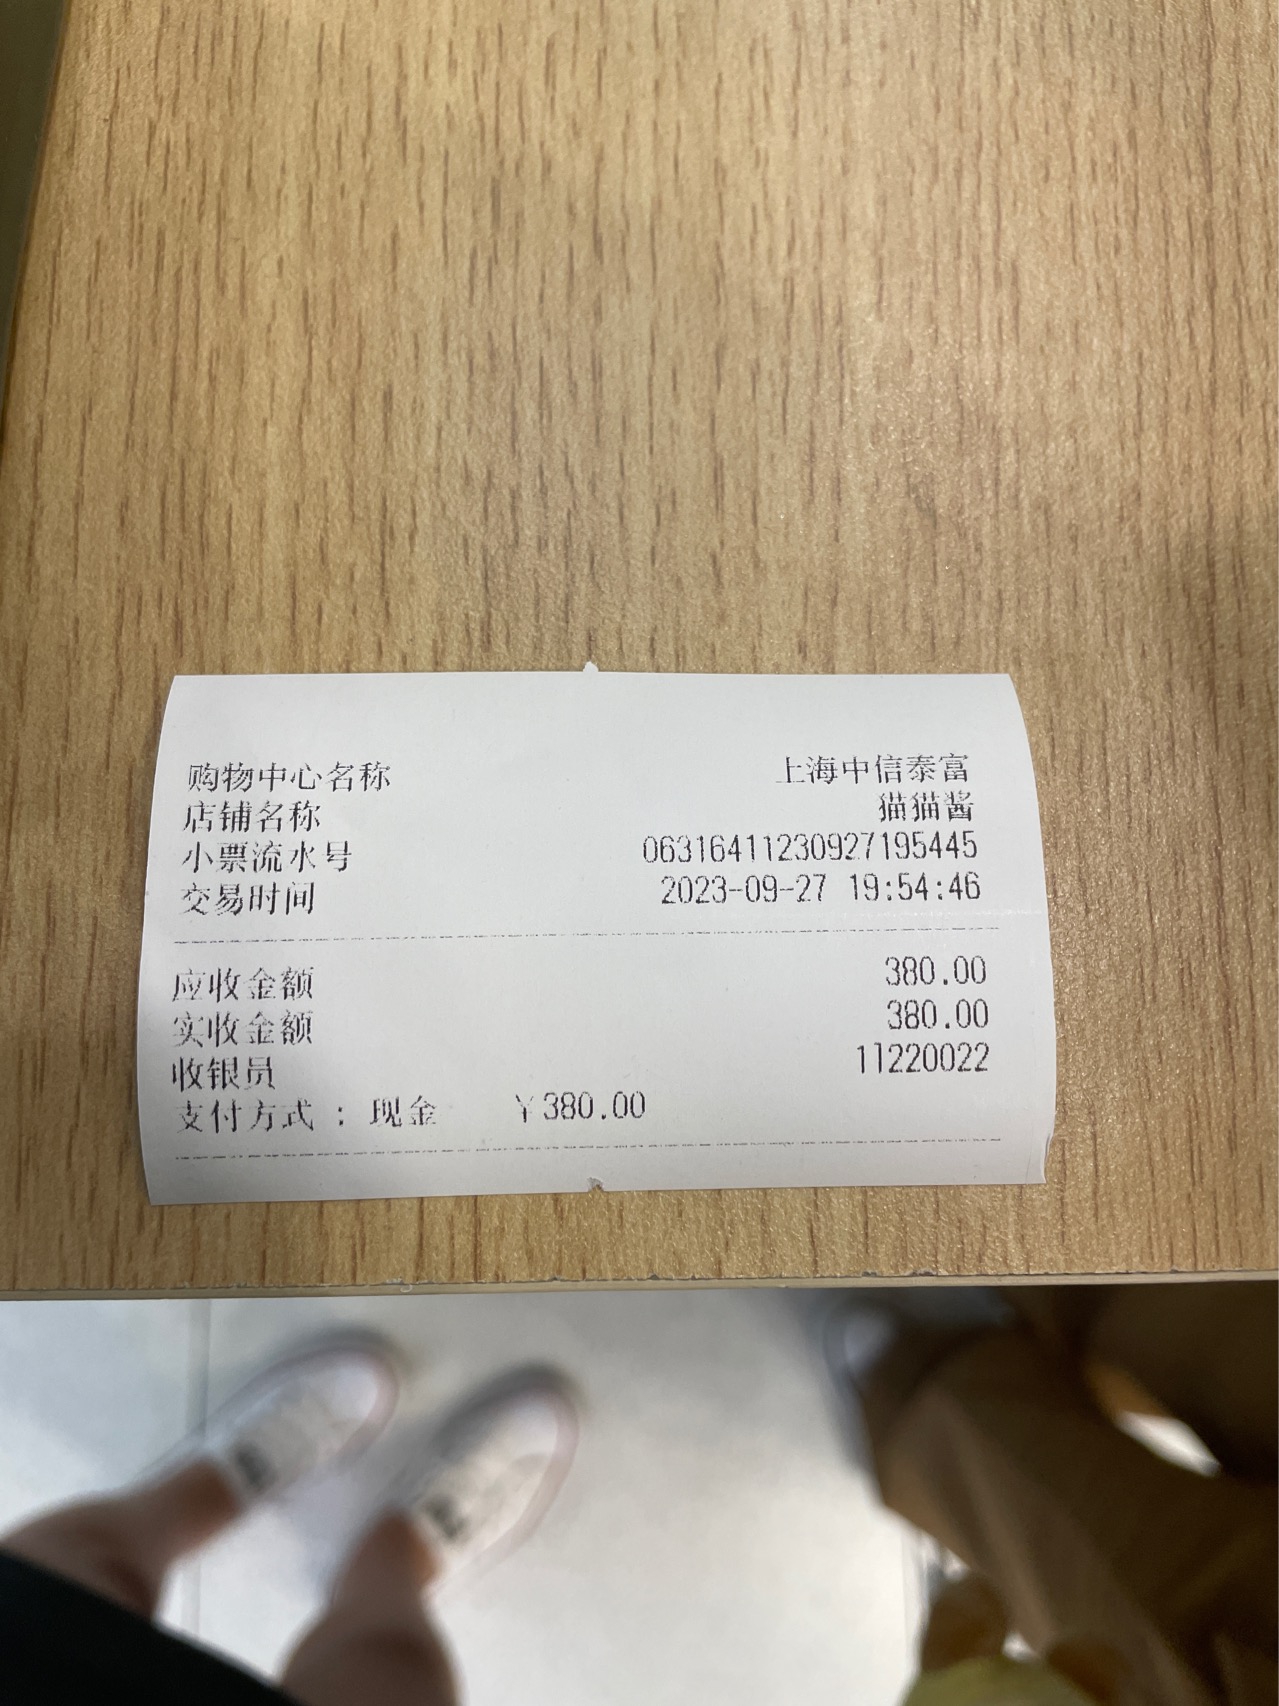 购物中心名称 上海中信泰富
店铺名称 猫猫酱
小票流水号 06316411230927195445
交易时间 2023-09-27 19:54:46
应收金额 380.00
实收金额 380.00
收银员 11220022
支付方式 : 现金 ¥380.00